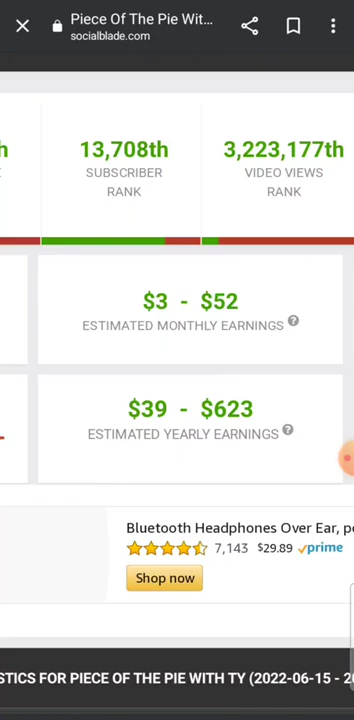 Piece Of The Pie Wit...
socialblade.com
13,708th
SUBSCRIBER
RANK
3,223,177th
VIDEO VIEWS
RANK
$3 - $52
ESTIMATED MONTHLY EARNINGS ?
$39 - $623
ESTIMATED YEARLY EARNINGS ?
Bluetooth Headphones Over Ear, po
7,143 $29.89 prime
Shop now
STICS FOR PIECE OF THE PIE WITH TY (2022-06-15 - 20